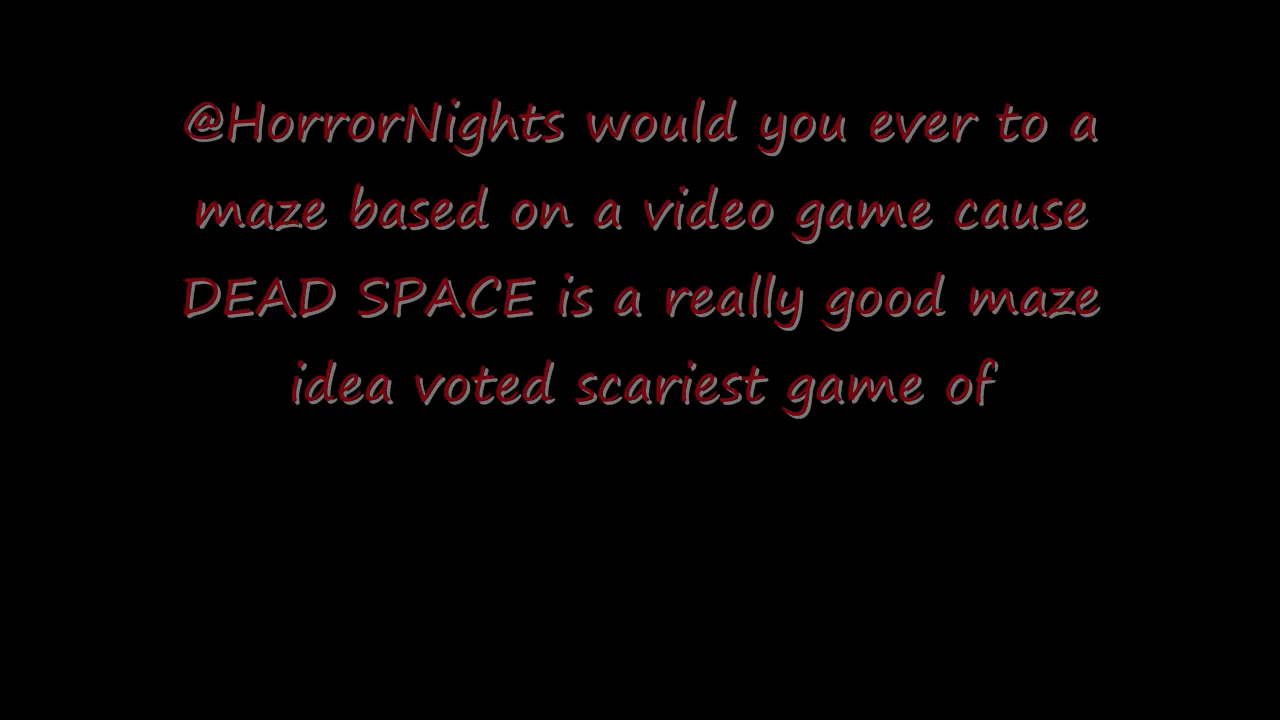 @HorrorNights would you ever to a
maze based on a video game cause
DEAD SPACE is a really good maze
idea voted scariest game of